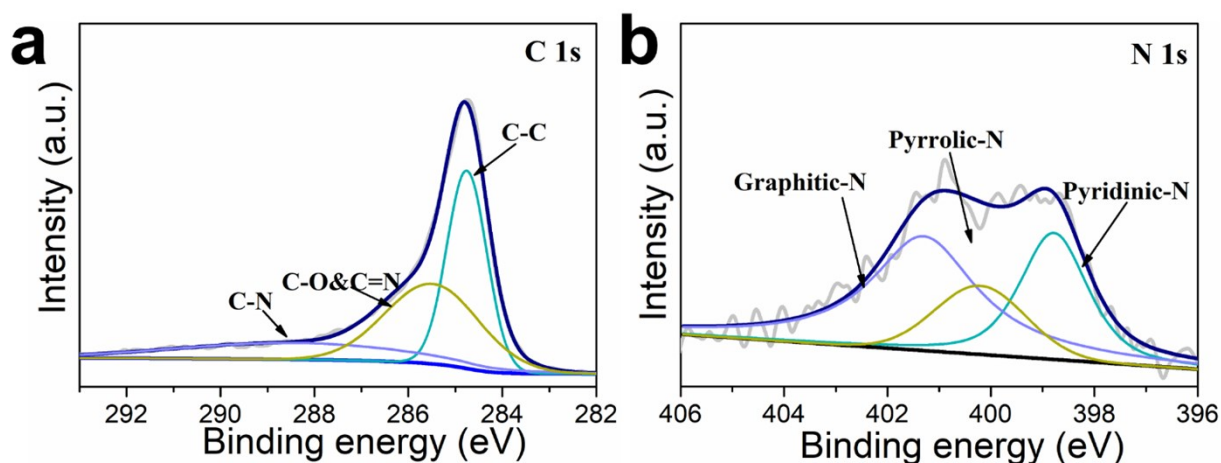 a
C 1s
C-C
C-O&C=N
C-N
Intensity (a.u.)
292 290 288 286 284 282
Binding energy (eV)
b
N 1s
Pyrrolic-N
Graphitic-N
Pyridinic-N
Intensity (a.u.)
406 404 402 400 398 396
Binding energy (eV)